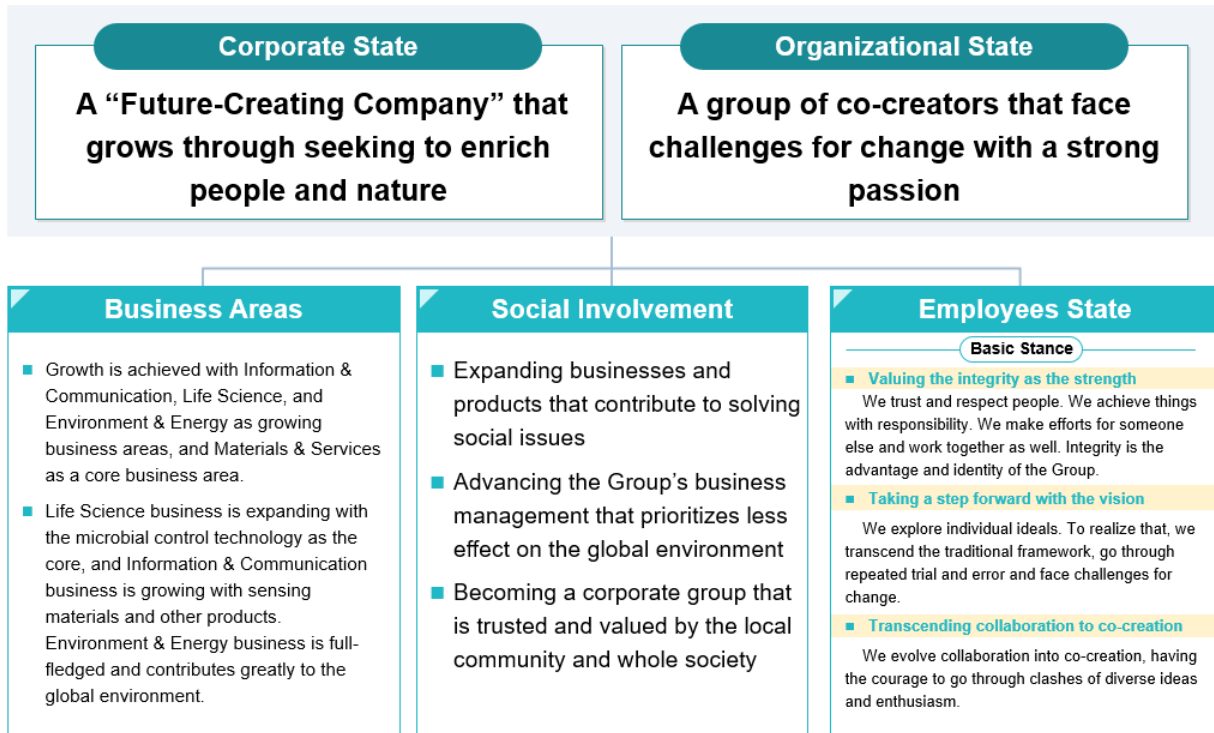 Corporate State
A “Future-Creating Company” that
grows through seeking to enrich
people and nature
Organizational State
A group of co-creators that face
challenges for change with a strong
passion
Business Areas
Growth is achieved with Information &
Communication, Life Science, and
Environment & Energy as growing
business areas, and Materials & Services
as a core business area.
Life Science business is expanding with
the microbial control technology as the
core, and Information & Communication
business is growing with sensing
materials and other products.
Environment & Energy business is full-
fledged and contributes greatly to the
global environment.
Social Involvement
Expanding businesses and
products that contribute to solving
social issues
Advancing the Group’s business
management that prioritizes less
effect on the global environment
Becoming a corporate group that
is trusted and valued by the local
community and whole society
Employees State
Basic Stance
Valuing the integrity as the strength
We trust and respect people. We achieve things
with responsibility. We make efforts for someone
else and work together as well. Integrity is the
advantage and identity of the Group.
Taking a step forward with the vision
We explore individual ideals. To realize that, we
transcend the traditional framework, go through
repeated trial and error and face challenges for
change.
Transcending collaboration to co-creation
We evolve collaboration into co-creation, having
the courage to go through clashes of diverse ideas
and enthusiasm.